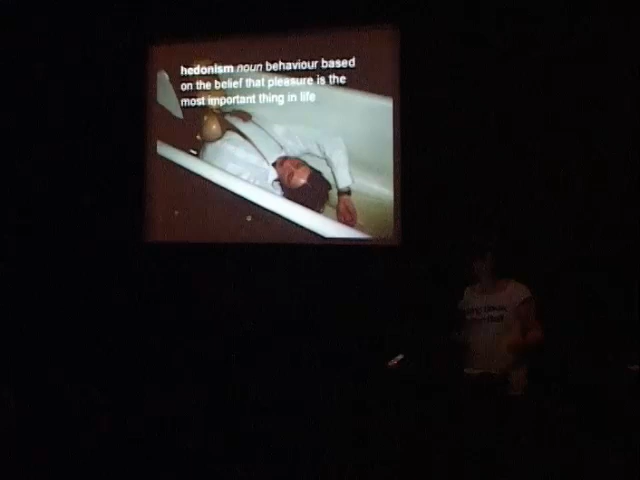 hedonism noun behaviour based
on the belief that pleasure is the
most important thing in life